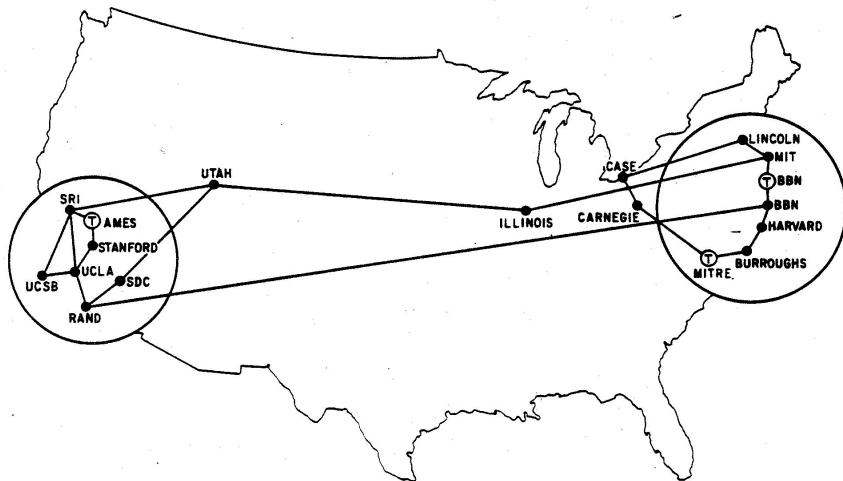 LINCOLN
MIT
CASE
UTAH
T BBN
SRI
BBN
T AMES
ILLINOIS
CARNEGIE
HARVARD
STANFORD
T
BURROUGHS
MITRE
UCLA
UCSB
SDC
RAND